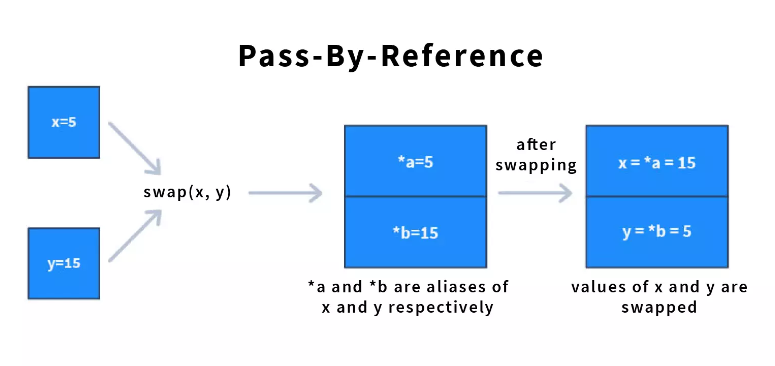 Pass-By-Reference
x=5
y=15
swap(x, y)
*a=5
*b=15
*a and *b are aliases of
x and y respectively
after
swapping
x = *a = 15
y = *b = 5
values of x and y are
swapped